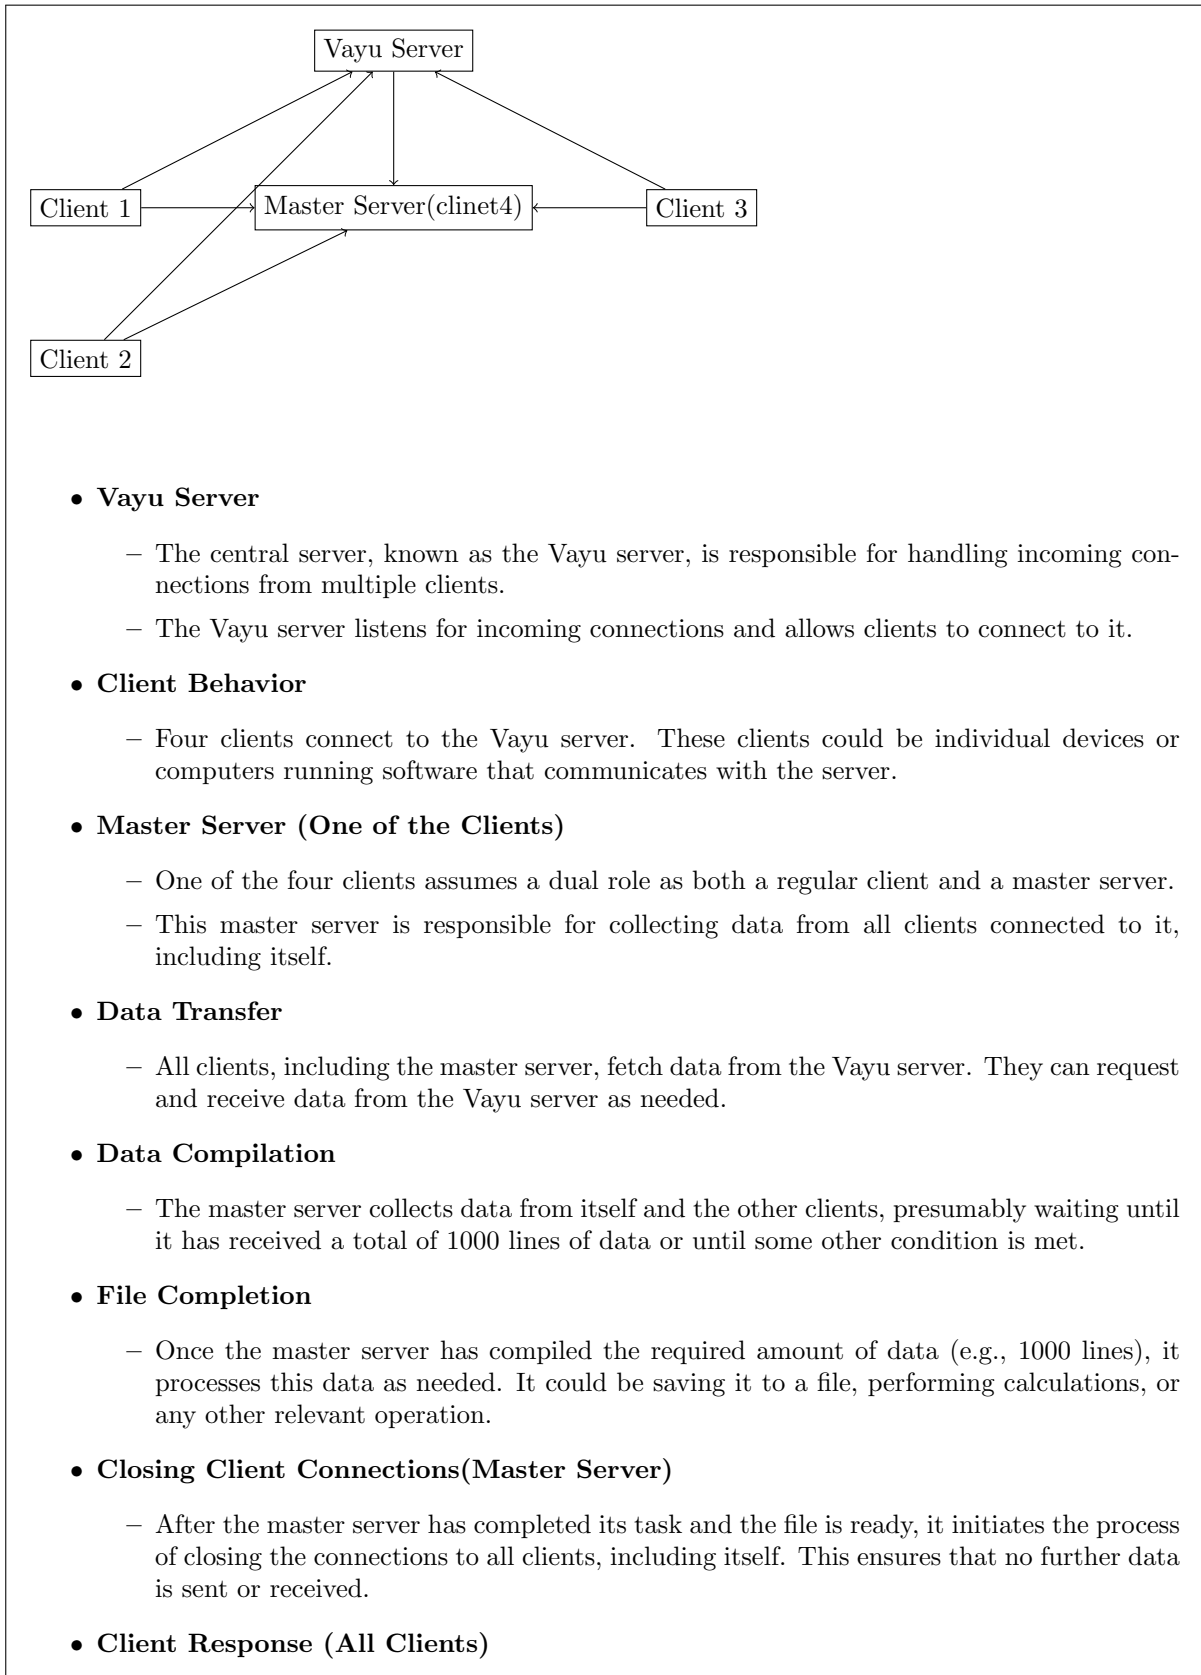 Vayu Server
Client 1
Master Server(clinet4)
Client 3
Client 2
• Vayu Server
– The central server, known as the Vayu server, is responsible for handling incoming con-
nections from multiple clients.
– The Vayu server listens for incoming connections and allows clients to connect to it.
• Client Behavior
– Four clients connect to the Vayu server. These clients could be individual devices or
computers running software that communicates with the server.
• Master Server (One of the Clients)
– One of the four clients assumes a dual role as both a regular client and a master server.
– This master server is responsible for collecting data from all clients connected to it,
including itself.
• Data Transfer
– All clients, including the master server, fetch data from the Vayu server. They can request
and receive data from the Vayu server as needed.
• Data Compilation
– The master server collects data from itself and the other clients, presumably waiting until
it has received a total of 1000 lines of data or until some other condition is met.
• File Completion
– Once the master server has compiled the required amount of data (e.g., 1000 lines), it
processes this data as needed. It could be saving it to a file, performing calculations, or
any other relevant operation.
• Closing Client Connections(Master Server)
– After the master server has completed its task and the file is ready, it initiates the process
of closing the connections to all clients, including itself. This ensures that no further data
is sent or received.
• Client Response (All Clients)